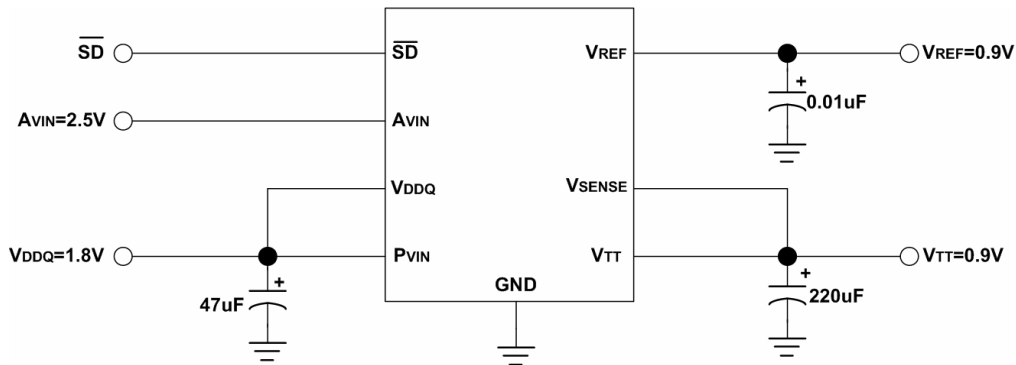 SD
SD
VREF
VREF=0.9V
+
0.01uF
AVIN=2.5V
AVIN
VDDQ
VSENSE
VDDQ=1.8V
PVIN
VTT
VTT=0.9V
+
47uF
GND
+
220uF